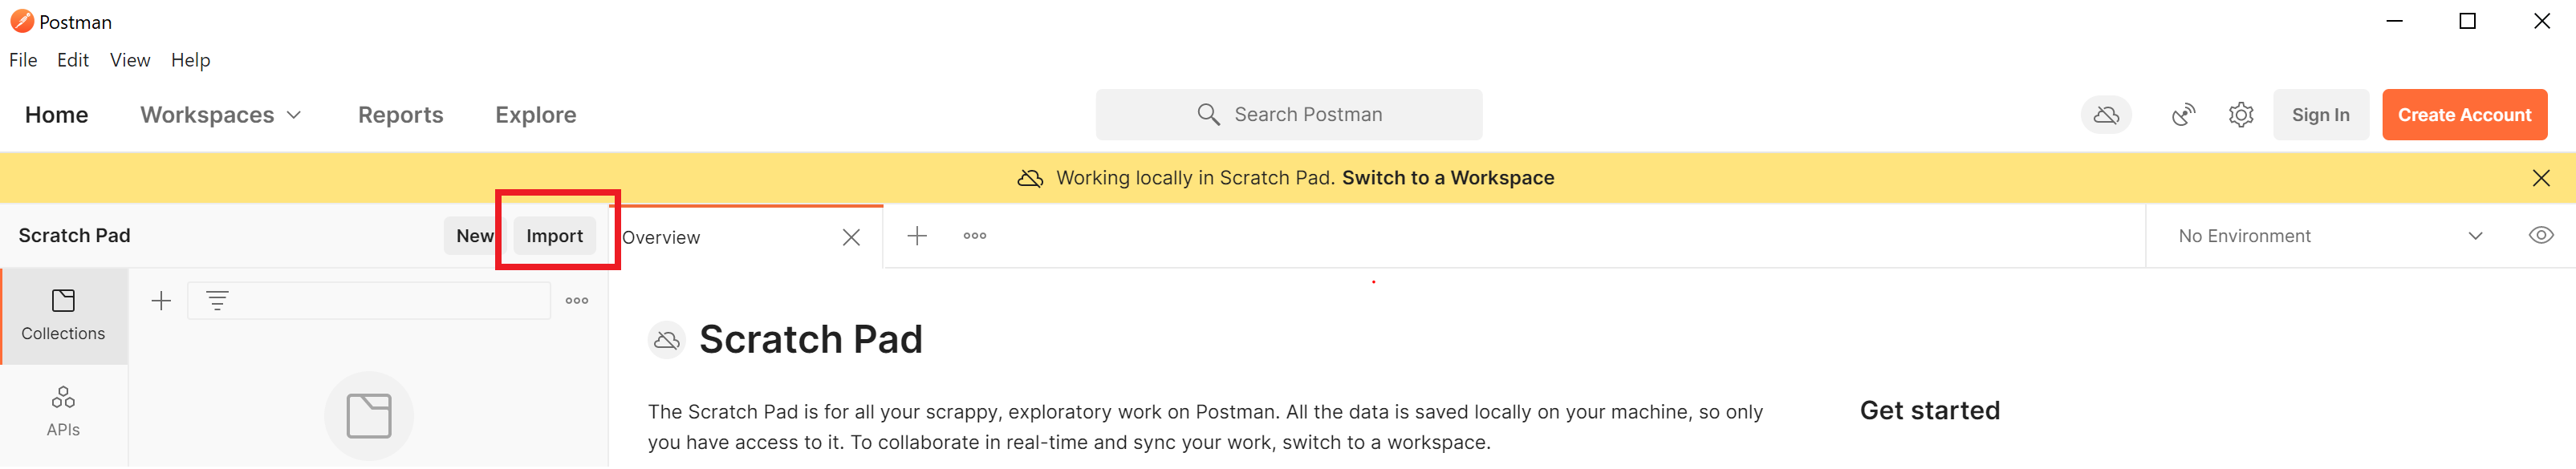 Postman
File Edit View Help
Home Workspaces Reports Explore Search Postman Sign In Create Account
Working locally in Scratch Pad. Switch to a Workspace
Scratch Pad New Import Overview No Environment
Collections
APIs
Scratch Pad
The Scratch Pad is for all your scrappy, exploratory work on Postman. All the data is saved locally on your machine, so only
you have access to it. To collaborate in real-time and sync your work, switch to a workspace.
Get started